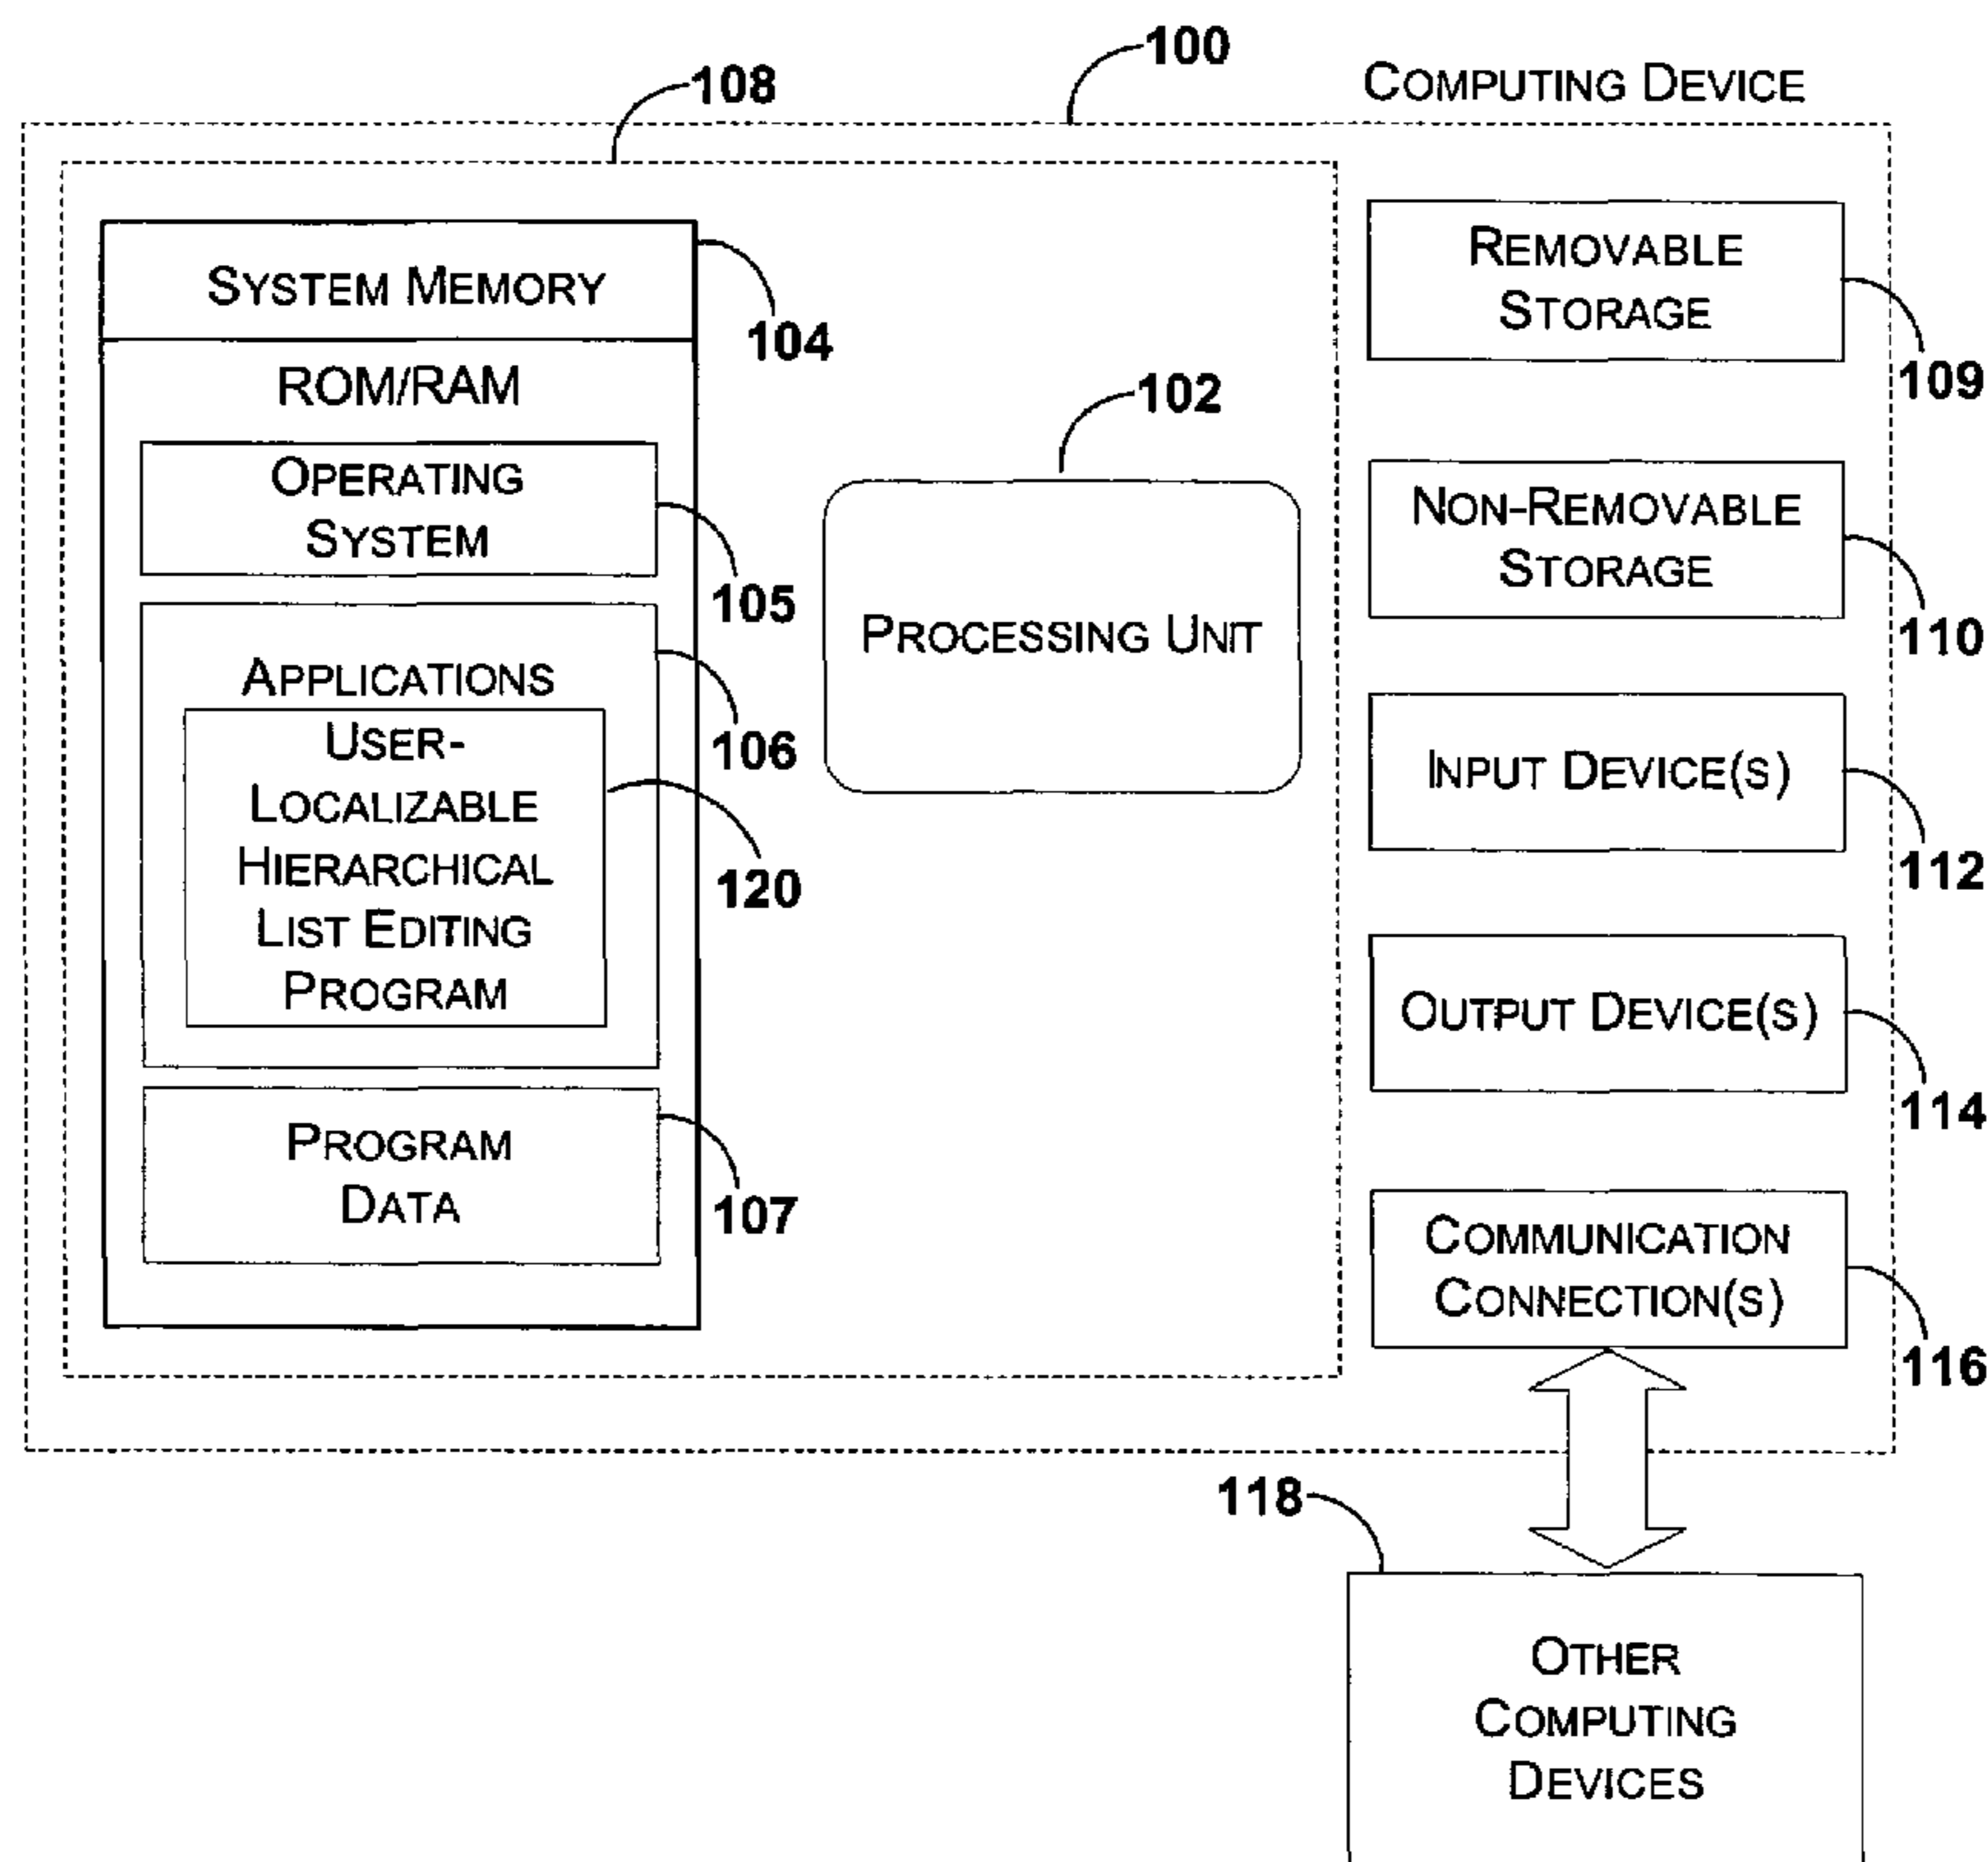 100
108
COMPUTING DEVICE
SYSTEM MEMORY
104
ROM/RAM
OPERATING
SYSTEM
105
APPLICATIONS
106
USER-
LOCALIZABLE
HIERARCHICAL
LIST EDITING
PROGRAM
120
PROGRAM
DATA
107
102
PROCESSING UNIT
REMOVABLE
STORAGE
109
NON-REMOVABLE
STORAGE
110
INPUT DEVICE(S)
112
OUTPUT DEVICE(S)
114
COMMUNICATION
CONNECTION(S)
116
118
OTHER
COMPUTING
DEVICES